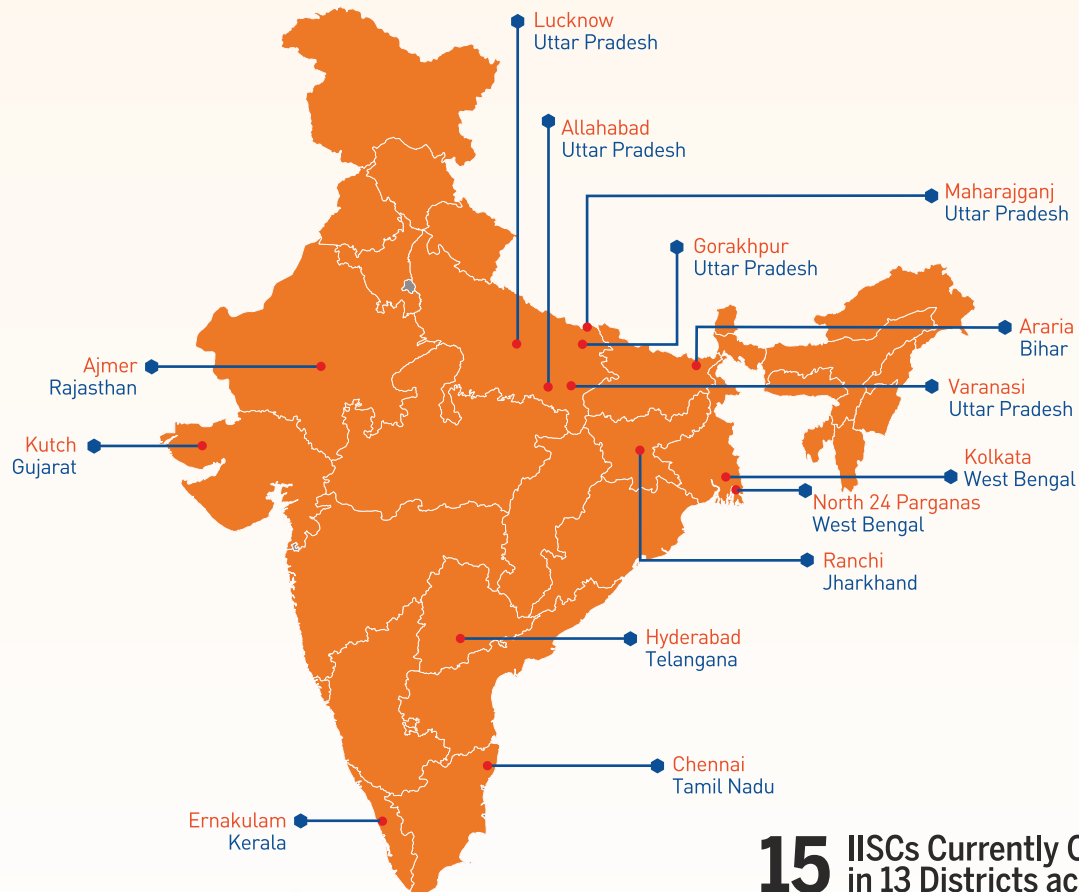 Lucknow
Uttar Pradesh
Allahabad
Uttar Pradesh
Maharajganj
Uttar Pradesh
Gorakhpur
Uttar Pradesh
Araria
Bihar
Ajmer
Rajasthan
Varanasi
Uttar Pradesh
Kutch
Gujarat
Kolkata
West Bengal
North 24 Parganas
West Bengal
Ranchi
Jharkhand
Hyderabad
Telangana
Chennai
Tamil Nadu
Ernakulam
Kerala
15 IISCs Currently
in 13 Districts